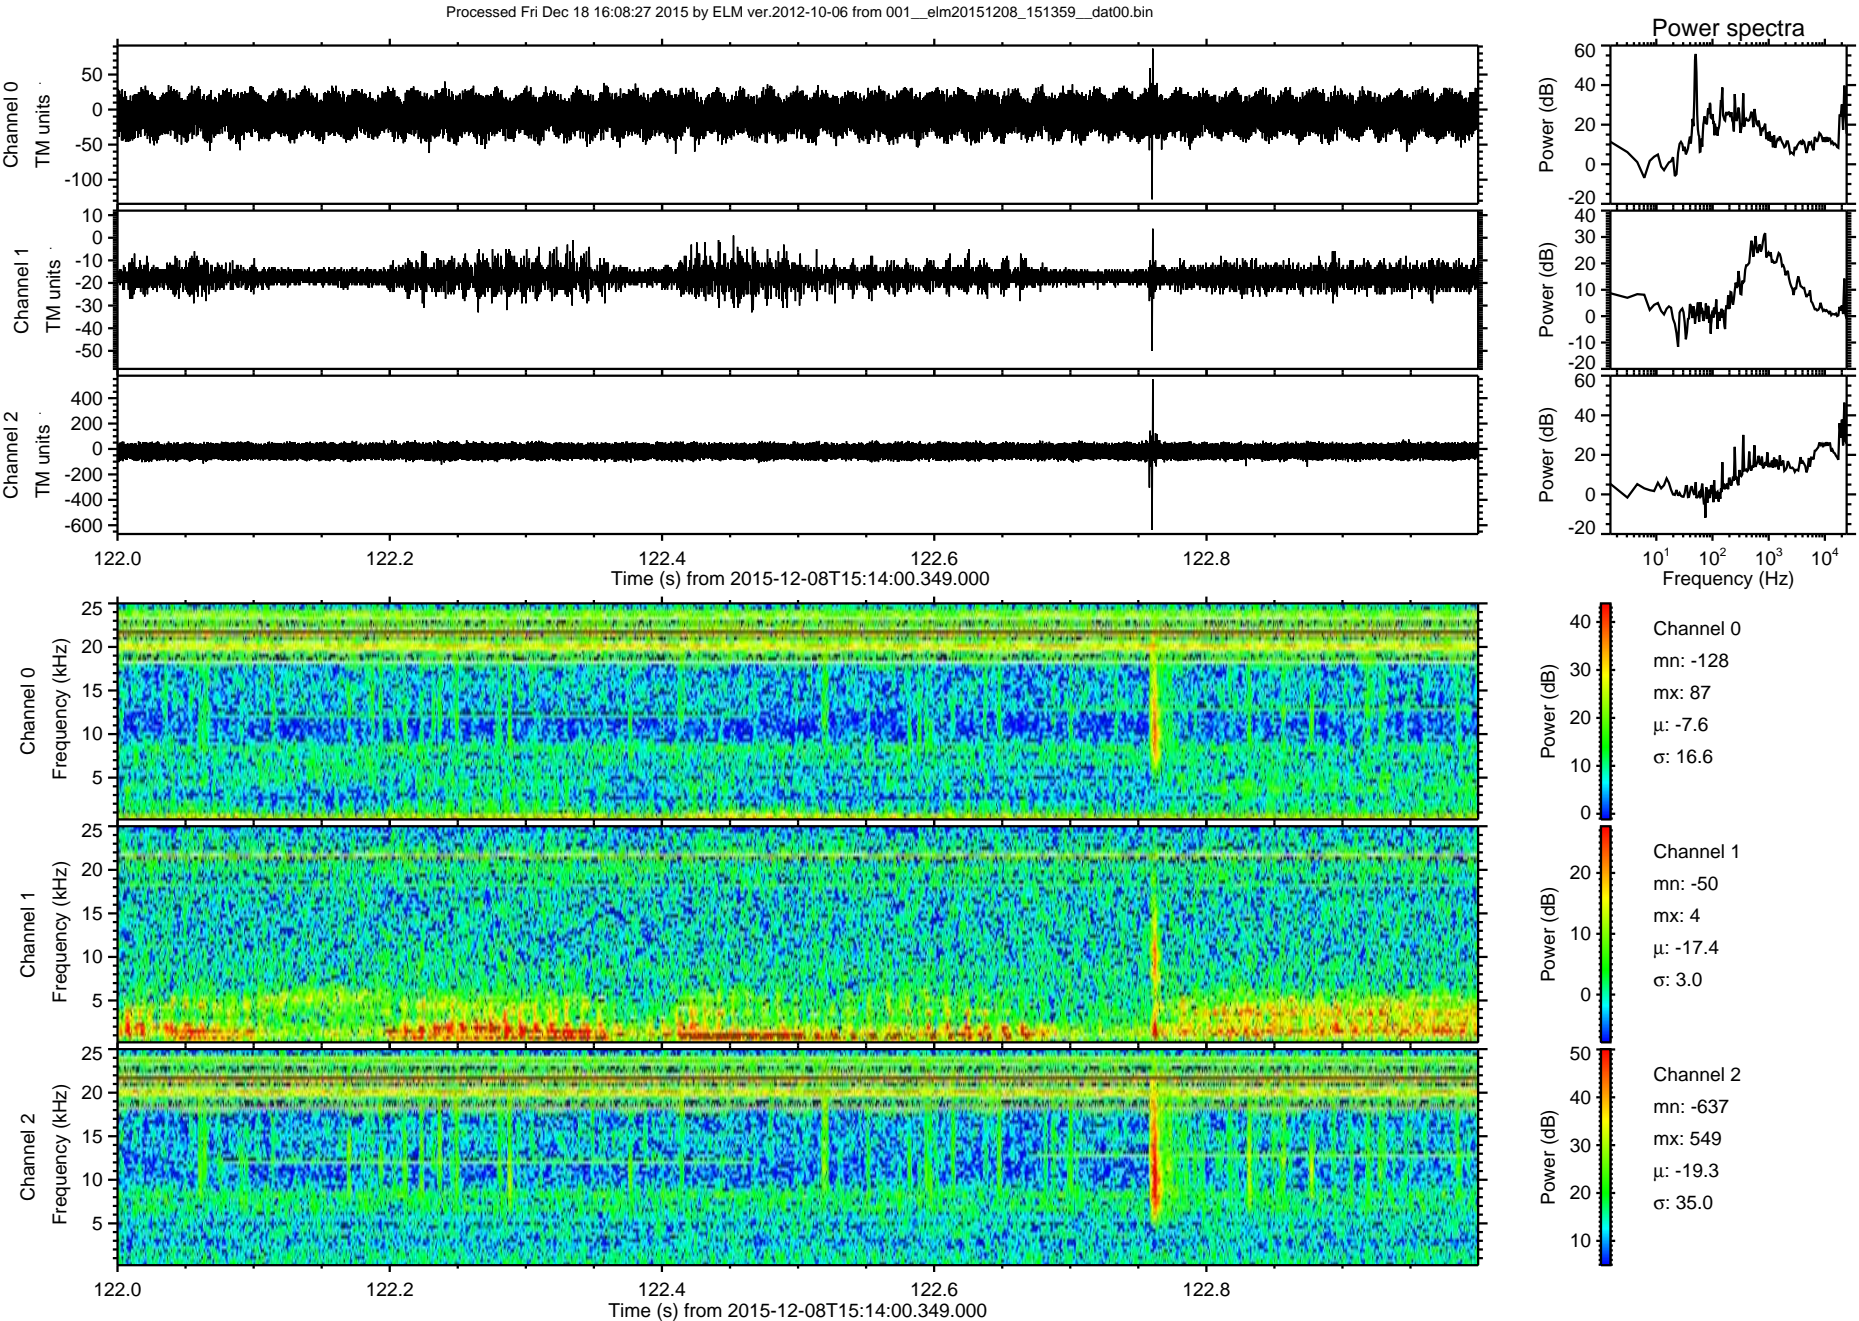 Processed Fri Dec 18 16:08:27 2015 by ELM ver.2012-10-06 from 001__elm20151208_151359__dat00.bin
Power spectra
Channel 0
TM units
50
0
-50
-100
Power (dB)
60
40
20
0
-20
Channel 1
TM units
10
0
-10
-20
-30
-40
-50
Power (dB)
40
30
20
10
0
-10
-20
Channel 2
TM units
400
200
0
-200
-400
-600
Power (dB)
60
40
20
0
-20
122.0 122.2 122.4 122.6 122.8
Time (s) from 2015-12-08T15:14:00.349.000
10¹ 10² 10³ 10⁴
Frequency (Hz)
Channel 0
Frequency (kHz)
25
20
15
10
5
Power (dB)
40
30
20
10
0
Channel 0
mn: -128
mx: 87
µ: -7.6
σ: 16.6
Channel 1
Frequency (kHz)
25
20
15
10
5
Power (dB)
20
10
0
Channel 1
mn: -50
mx: 4
µ: -17.4
σ: 3.0
Channel 2
Frequency (kHz)
25
20
15
10
5
Power (dB)
50
40
30
20
10
Channel 2
mn: -637
mx: 549
µ: -19.3
σ: 35.0
122.0 122.2 122.4 122.6 122.8
Time (s) from 2015-12-08T15:14:00.349.000